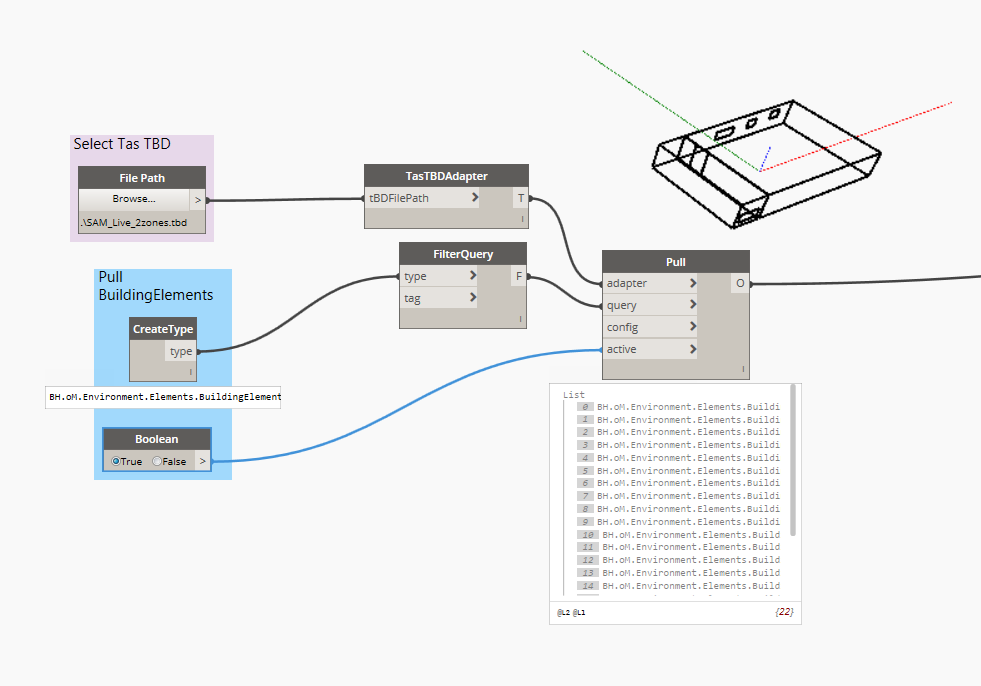 Select Tas TBD
File Path
Browse...
>
.\SAM_Live_2zones.tbd
TasTBDAdapter
tBDFilePath > T
FilterQuery
type > F
tag >
Pull
adapter > O
query >
config >
active >
Pull
BuildingElements
CreateType
type
BH.oM.Environment.Elements.BuildingElement
Boolean
True False >
List
0 BH.oM.Environment.Elements.Buildi
1 BH.oM.Environment.Elements.Buildi
2 BH.oM.Environment.Elements.Buildi
3 BH.oM.Environment.Elements.Buildi
4 BH.oM.Environment.Elements.Buildi
5 BH.oM.Environment.Elements.Buildi
6 BH.oM.Environment.Elements.Buildi
7 BH.oM.Environment.Elements.Buildi
8 BH.oM.Environment.Elements.Buildi
9 BH.oM.Environment.Elements.Buildi
10 BH.oM.Environment.Elements.Build
11 BH.oM.Environment.Elements.Build
12 BH.oM.Environment.Elements.Build
13 BH.oM.Environment.Elements.Build
14 BH.oM.Environment.Elements.Build
@L2 @L1 {22}